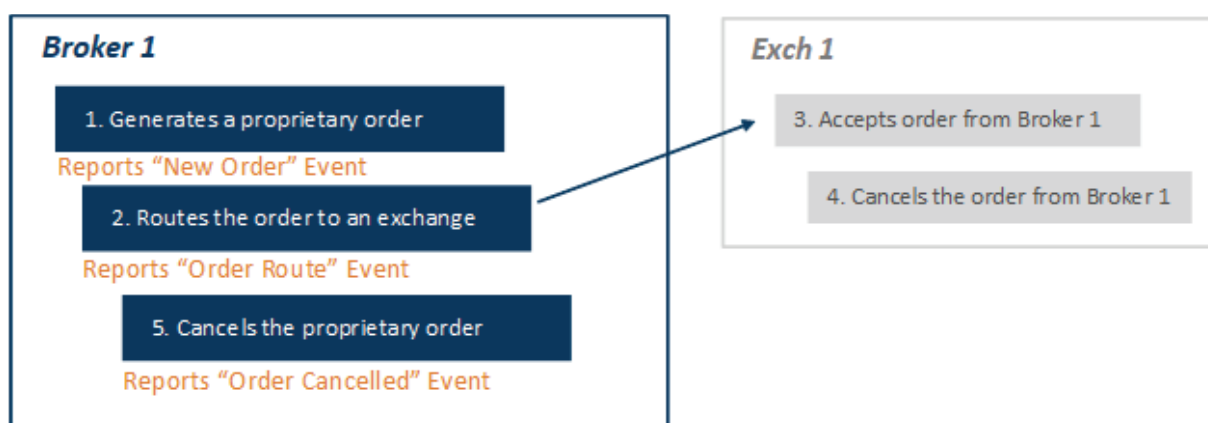 Broker 1
1. Generates a proprietary order
Reports “New Order” Event
2. Routes the order to an exchange
Reports “Order Route” Event
5. Cancels the proprietary order
Reports “Order Cancelled” Event
Exch 1
3. Accepts order from Broker 1
4. Cancels the order from Broker 1